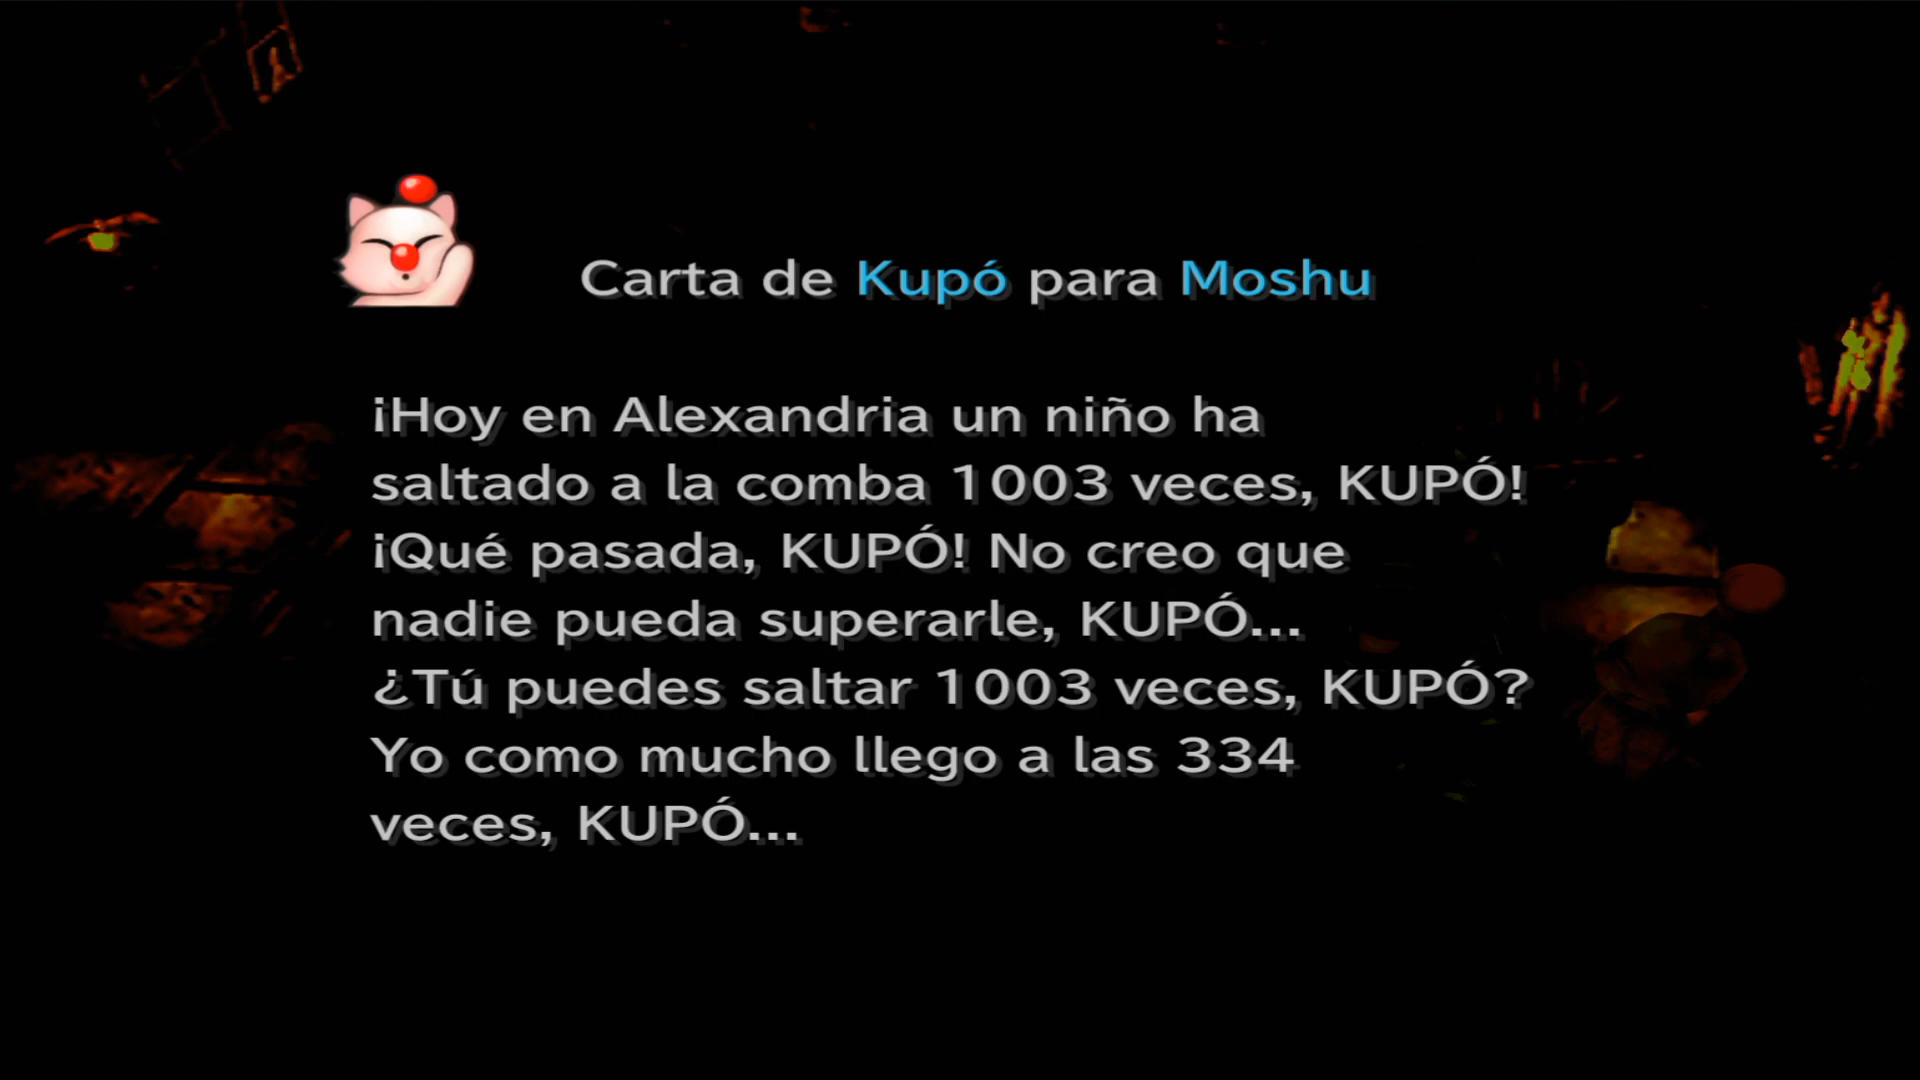 Carta de Kupó para Moshu
¡Hoy en Alexandria un niño ha
saltado a la comba 1003 veces, KUPÓ!
¡Qué pasada, KUPÓ! No creo que
nadie pueda superarle, KUPÓ...
¿Tú puedes saltar 1003 veces, KUPÓ?
Yo como mucho llego a las 334
veces, KUPÓ...